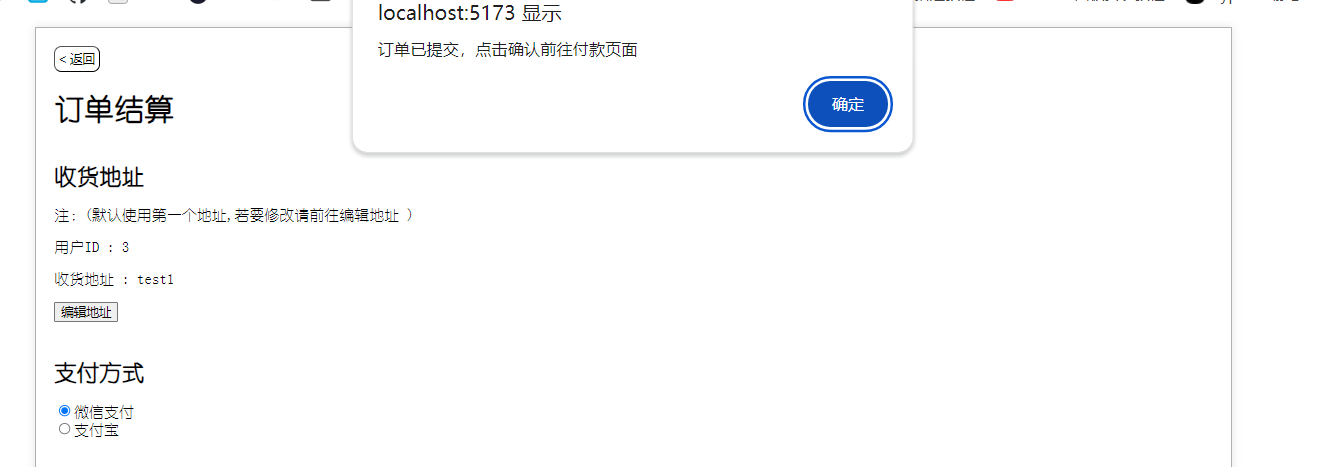 localhost:5173 显示
订单已提交，点击确认前往付款页面
确定
< 返回
订单结算
收货地址
注：(默认使用第一个地址,若要修改请前往编辑地址 )
用户ID : 3
收货地址 : test1
编辑地址
支付方式
微信支付
支付宝